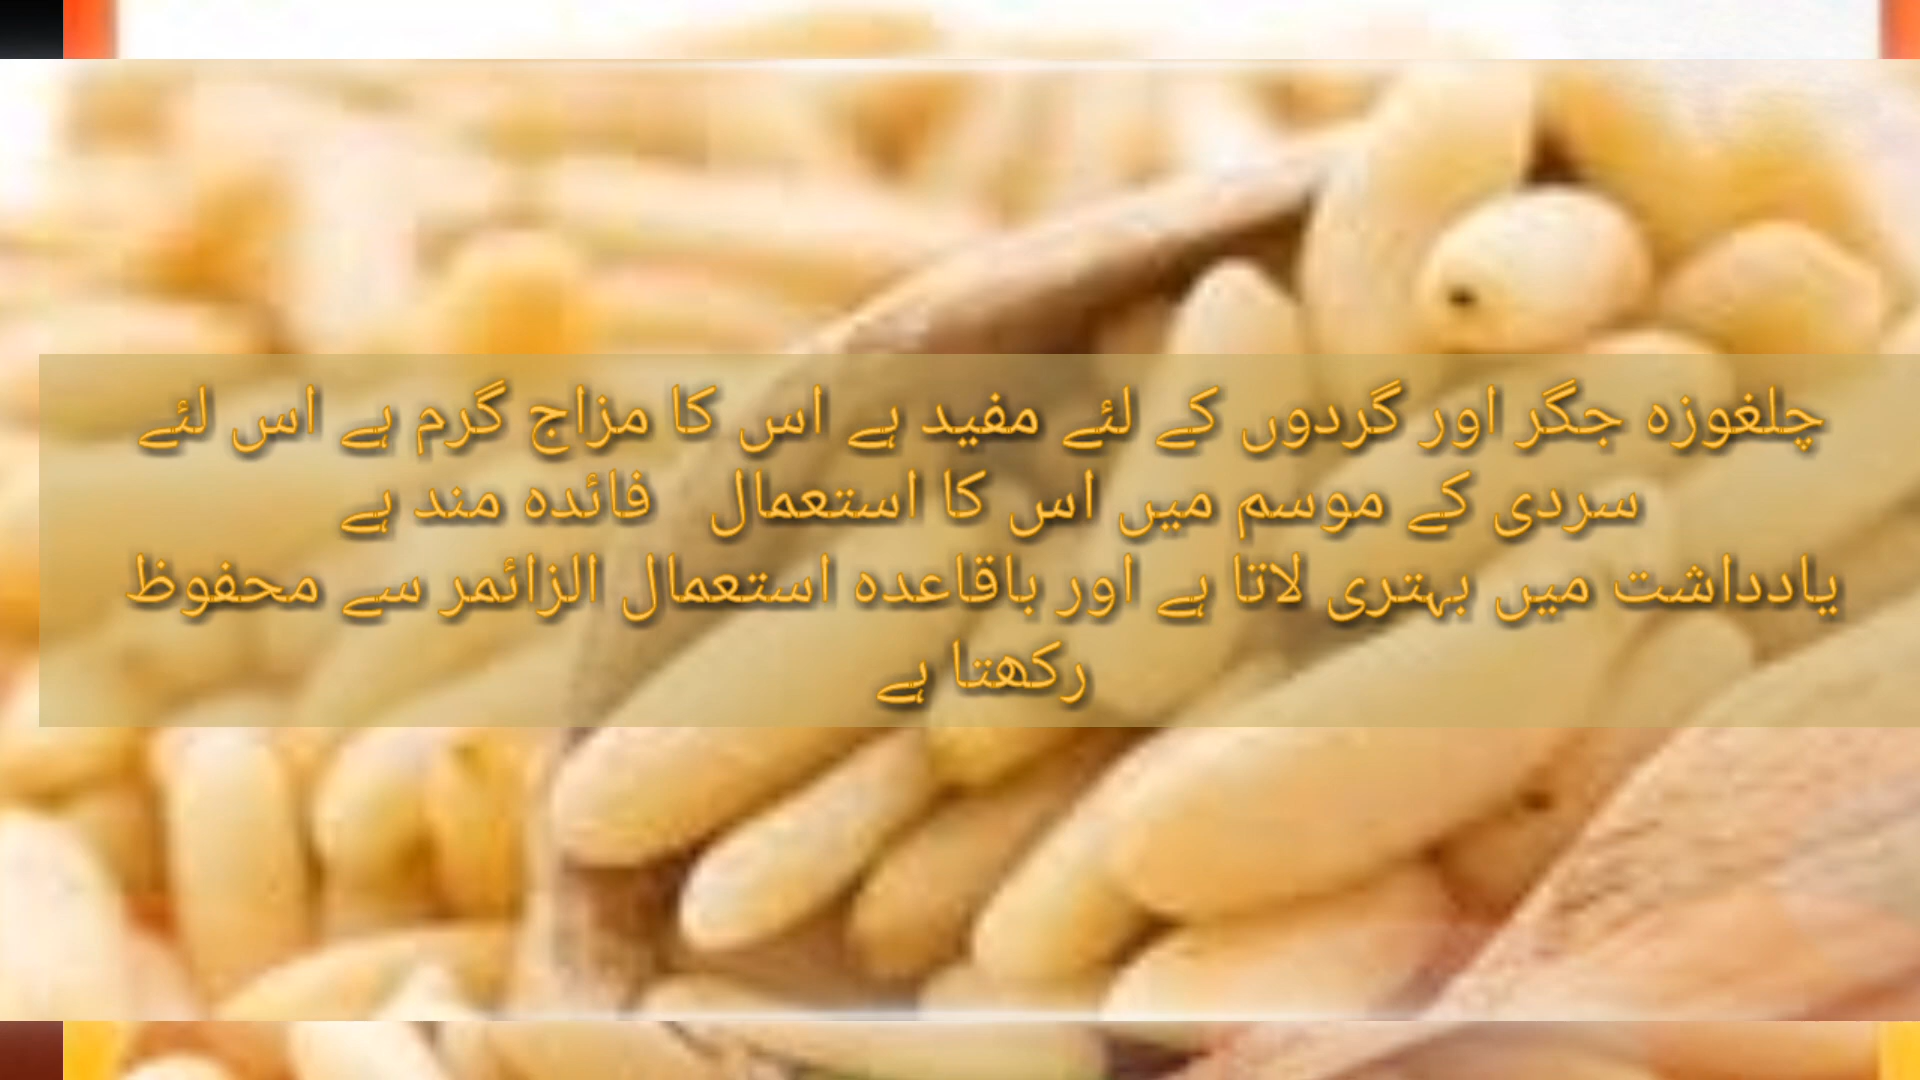 چلغوزہ جگر اور گردوں کے لئے مفید ہے اس کا مزاج گرم ہے اس لئے
سردی کے موسم میں اس کا استعمال فائدہ مند ہے
یادداشت میں بہتری لاتا ہے اور باقاعدہ استعمال الزائمر سے محفوظ
رکھتا ہے